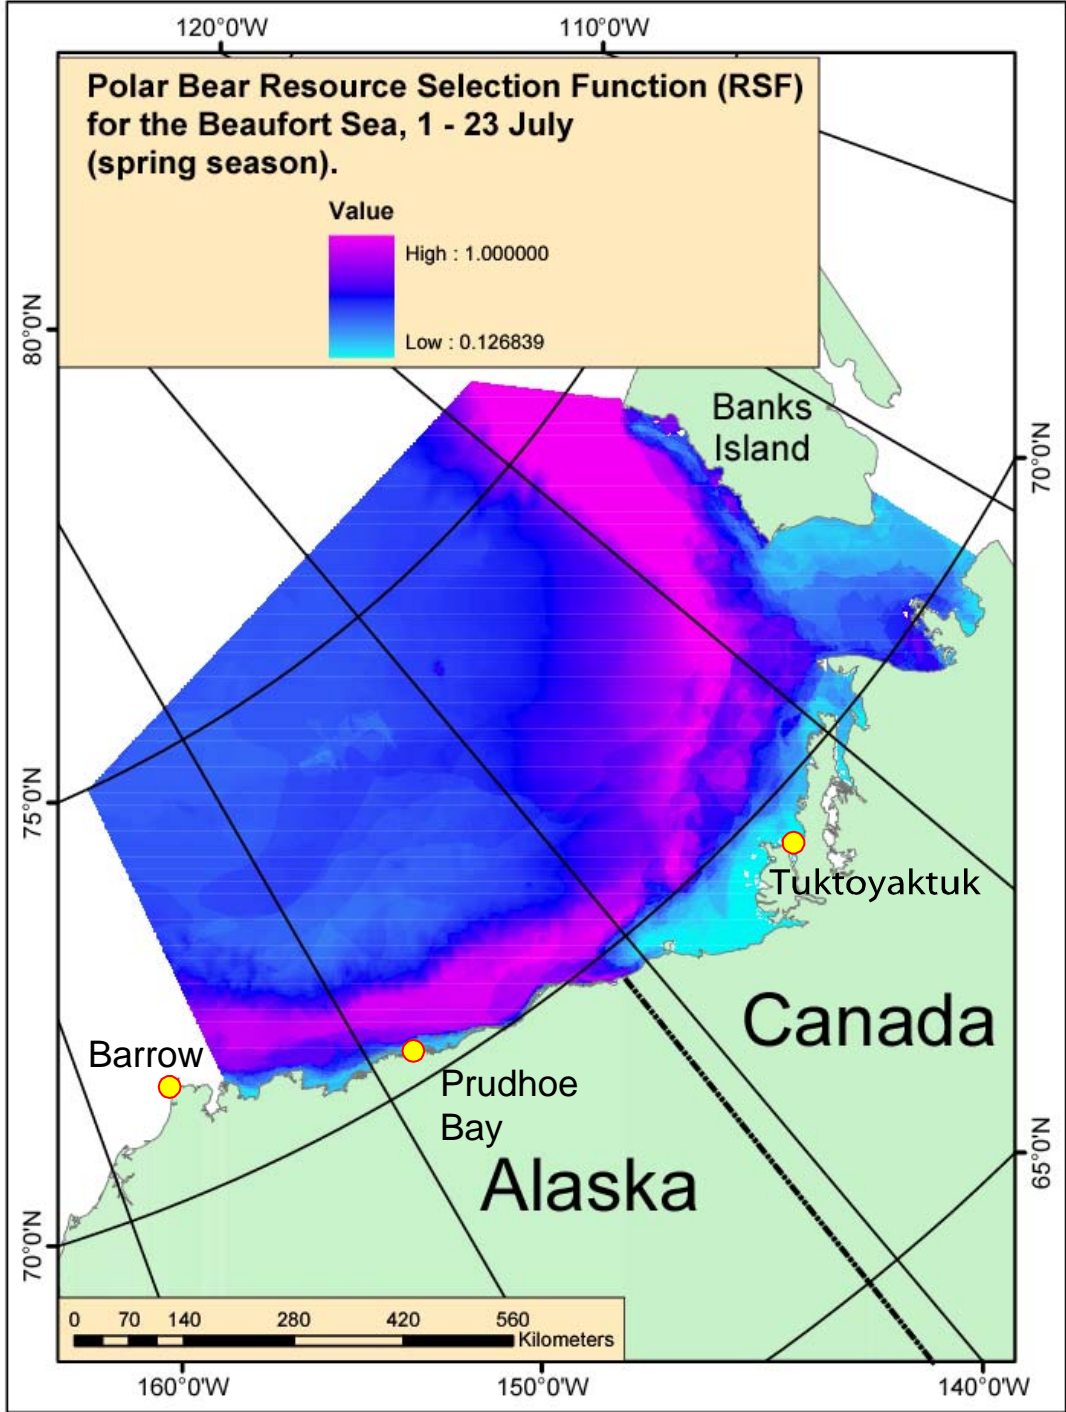 120°0'W
110°0'W
Polar Bear Resource Selection Function (RSF)
for the Beaufort Sea, 1 - 23 July
(spring season).
Value
High : 1.000000
Low : 0.126839
80°0'N
Banks
Island
70°0'N
75°0'N
Tuktoyaktuk
Canada
Barrow
Prudhoe
Bay
Alaska
65°0'N
70°0'N
0 70 140 280 420 560
Kilometers
160°0'W
150°0'W
140°0'W